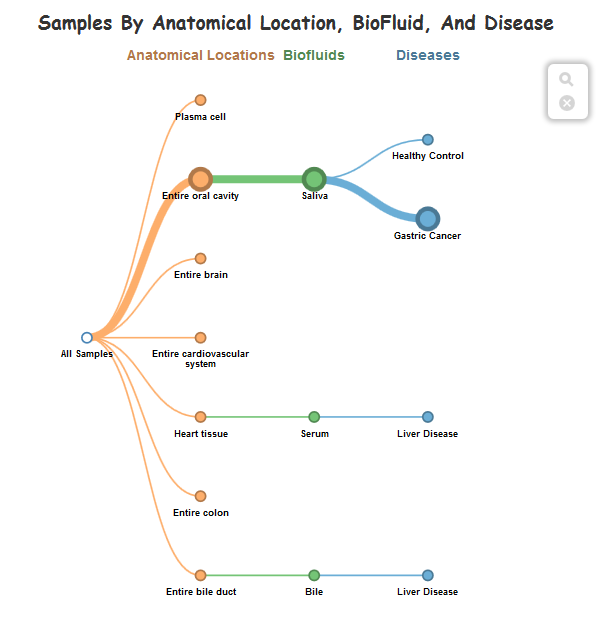 Samples By Anatomical Location, BioFluid, And Disease
Anatomical Locations Biofluids Diseases
Plasma cell
Healthy Control
Entire oral cavity Saliva
Gastric Cancer
Entire brain
All Samples Entire cardiovascular
system
Heart tissue Serum Liver Disease
Entire colon
Entire bile duct Bile Liver Disease